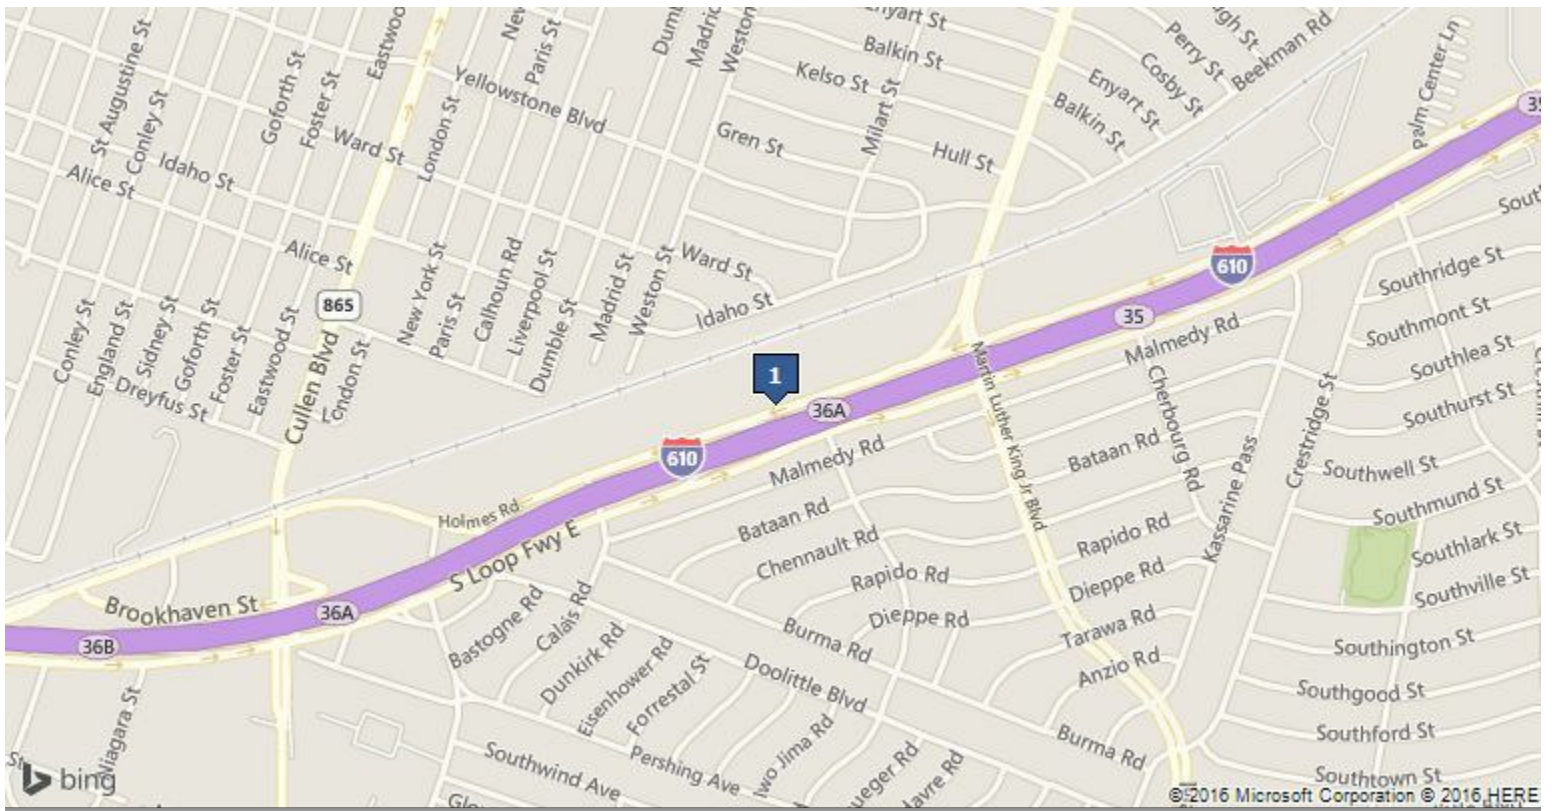 St Augustine St
Conley St
Goforth St
Foster St
Paris St
Dumb
Madrid
Weston
Balkin St
Kelso St
Enyart St
Milart St
Perry St
Cosby St
Beekman Rd
Enyart St
Balkin St
Palm Center Ln
35
Yellowstone Blvd
London St
Ward St
Gren St
Hull St
Idaho St
Alice St
Alice St
New York St
Paris St
Calhoun Rd
Liverpool St
Dumble St
Madrid St
Weston St
Ward St
Idaho St
610
35
Southridge St
Southmont St
Southlea St
Southurst St
Southwell St
Southmund St
Southlark St
Southville St
Southington St
Southgood St
Southford St
Southtown St
865
Conley St
England St
Sidney St
Goforth St
Foster St
Eastwood St
London St
Dreyfus St
Cullen Blvd
1
36A
610
Malmedy Rd
Martin Luther King Jr Blvd
Cherbourg Rd
Kassarine Pass
Crestridge St
Malmedy Rd
Bataan Rd
Bataan Rd
Chennault Rd
Rapido Rd
Rapido Rd
Dieppe Rd
Dieppe Rd
Tarawa Rd
Anzio Rd
Holmes Rd
S Loop Fwy E
Brookhaven St
36A
36B
Bastogne Rd
Calais Rd
Dunkirk Rd
Eisenhower Rd
Forrestal St
Burma Rd
Doolittle Blvd
Burma Rd
Iwo Jima Rd
Pershing Ave
Southwind Ave
Niagara St
bing
© 2016 Microsoft Corporation © 2016 HERE